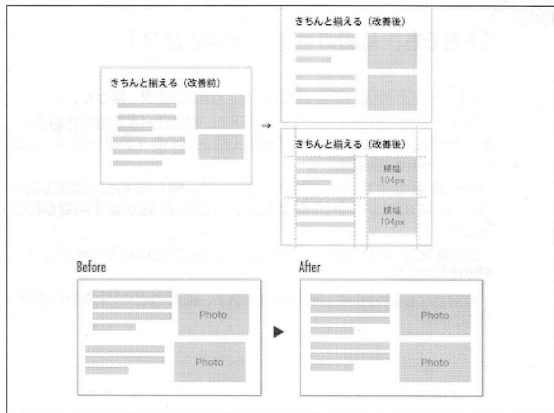 きちんと揃える（改善後）
きちんと揃える（改善前）
→
きちんと揃える（改善後）
横幅
104px
横幅
104px
Before
After
Photo
Photo
▶
Photo
Photo